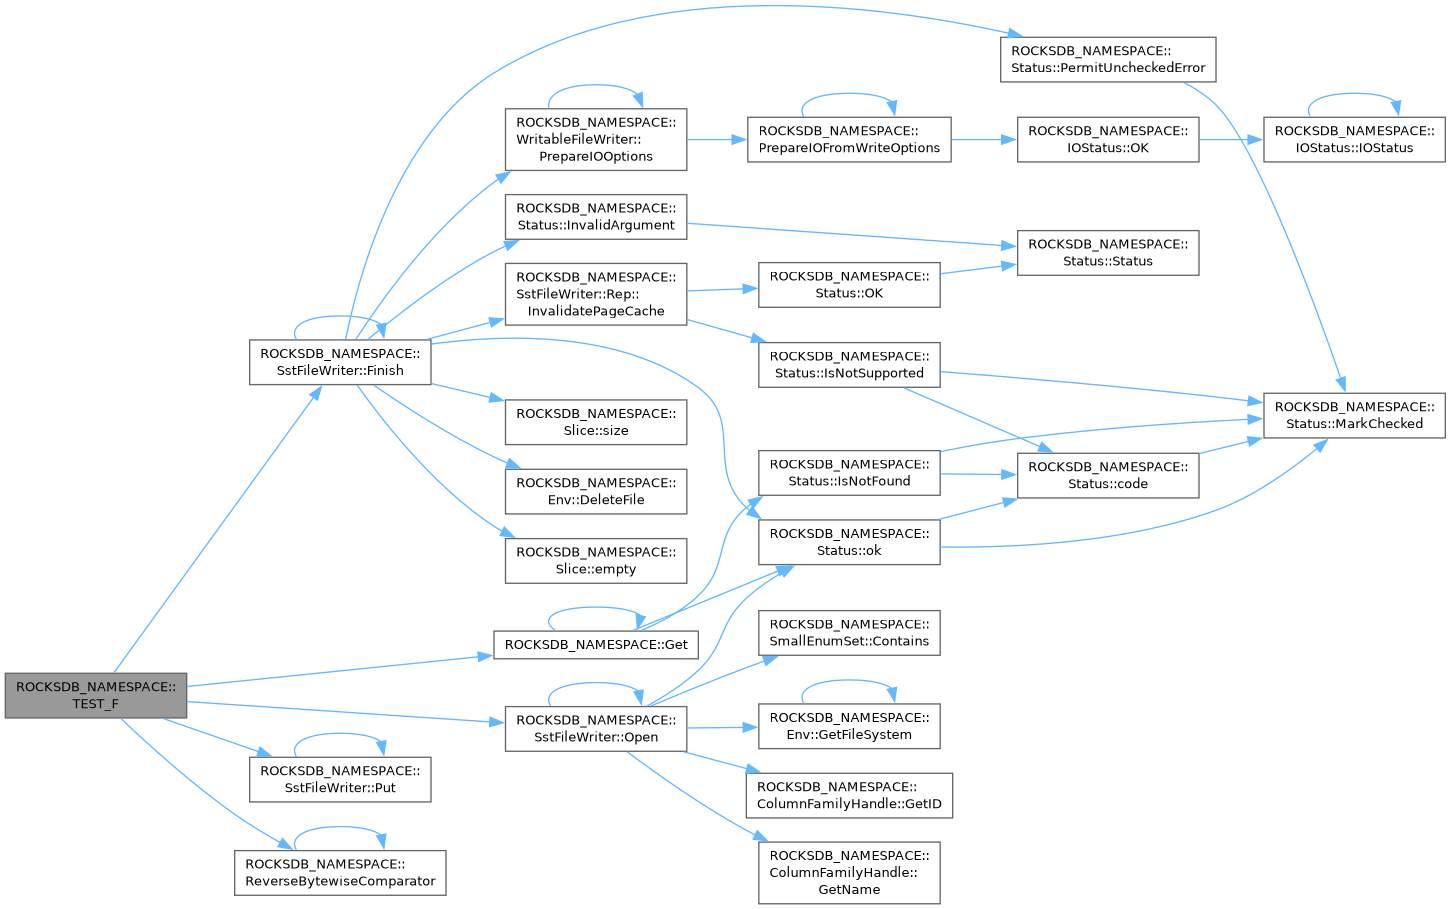 ROCKSDB_NAMESPACE::
TEST_F
ROCKSDB_NAMESPACE::
SstFileWriter::Finish
ROCKSDB_NAMESPACE::
SstFileWriter::Put
ROCKSDB_NAMESPACE::
ReverseBytewiseComparator
ROCKSDB_NAMESPACE::
WritableFileWriter::
PrepareIOOptions
ROCKSDB_NAMESPACE::
Status::InvalidArgument
ROCKSDB_NAMESPACE::
SstFileWriter::Rep::
InvalidatePageCache
ROCKSDB_NAMESPACE::
Slice::size
ROCKSDB_NAMESPACE::
Env::DeleteFile
ROCKSDB_NAMESPACE::
Slice::empty
ROCKSDB_NAMESPACE::Get
ROCKSDB_NAMESPACE::
SstFileWriter::Open
ROCKSDB_NAMESPACE::
PrepareIOFromWriteOptions
ROCKSDB_NAMESPACE::
Status::OK
ROCKSDB_NAMESPACE::
Status::IsNotSupported
ROCKSDB_NAMESPACE::
Status::IsNotFound
ROCKSDB_NAMESPACE::
Status::ok
ROCKSDB_NAMESPACE::
SmallEnumSet::Contains
ROCKSDB_NAMESPACE::
Env::GetFileSystem
ROCKSDB_NAMESPACE::
ColumnFamilyHandle::GetID
ROCKSDB_NAMESPACE::
ColumnFamilyHandle::
GetName
ROCKSDB_NAMESPACE::
Status::PermitUncheckedError
ROCKSDB_NAMESPACE::
IOStatus::OK
ROCKSDB_NAMESPACE::
Status::Status
ROCKSDB_NAMESPACE::
Status::code
ROCKSDB_NAMESPACE::
IOStatus::IOStatus
ROCKSDB_NAMESPACE::
Status::MarkChecked